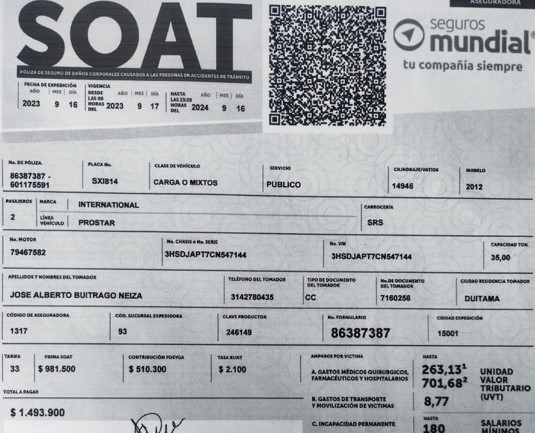 ASEGURADORA
SOAT
PÓLIZA DE SEGURO DE DAÑOS CORPORALES CAUSADOS A LAS PERSONAS EN ACCIDENTES DE TRÁNSITO
seguros
mundial
tu compañía siempre
FECHA DE EXPEDICIÓN VIGENCIA
AÑO MES DÍA DESDE LAS 00 HORAS DEL AÑO MES DÍA HASTA LAS 23:59 HORAS DEL AÑO MES DÍA
2023 9 16 2023 9 17 2024 9 16
No. DE PÓLIZA. PLACA No. CLASE DE VEHÍCULO SERVICIO CILINDRAJE/VATIOS MODELO
86387387 - 601175591 SXI814 CARGA O MIXTOS PUBLICO 14946 2012
PASAJEROS MARCA INTERNATIONAL CARROCERÍA
2 LÍNEA VEHÍCULO PROSTAR SRS
No. MOTOR No. CHASIS o No. SERIE No. VIN CAPACIDAD TON.
79467582 3HSDJAPT7CN547144 3HSDJAPT7CN547144 35,00
APELLIDOS Y NOMBRES DEL TOMADOR TELÉFONO DEL TOMADOR TIPO DE DOCUMENTO DEL TOMADOR No. DE DOCUMENTO DEL TOMADOR CIUDAD RESIDENCIA TOMADOR
JOSE ALBERTO BUITRAGO NEIZA 3142780435 CC 7160256 DUITAMA
CÓDIGO DE ASEGURADORA CÓD. SUCURSAL EXPEDIDORA CLAVE PRODUCTOR No. FORMULARIO CIUDAD EXPEDICIÓN
1317 93 246149 86387387 15001
TARIFA PRIMA SOAT CONTRIBUCIÓN FOSYGA TASA RUNT AMPAROS POR VICTIMA HASTA
33 $ 981.500 $ 510.300 $ 2.100
A. GASTOS MÉDICOS QUIRURGICOS, FARMACÉUTICOS Y HOSPITALARIOS 263,13¹ 701,68² UNIDAD VALOR TRIBUTARIO (UVT)
TOTAL A PAGAR
B. GASTOS DE TRANSPORTE Y MOVILIZACIÓN DE VICTIMAS 8,77
$ 1.493.900
C. INCAPACIDAD PERMANENTE HASTA 180 SALARIOS MÍNIMOS